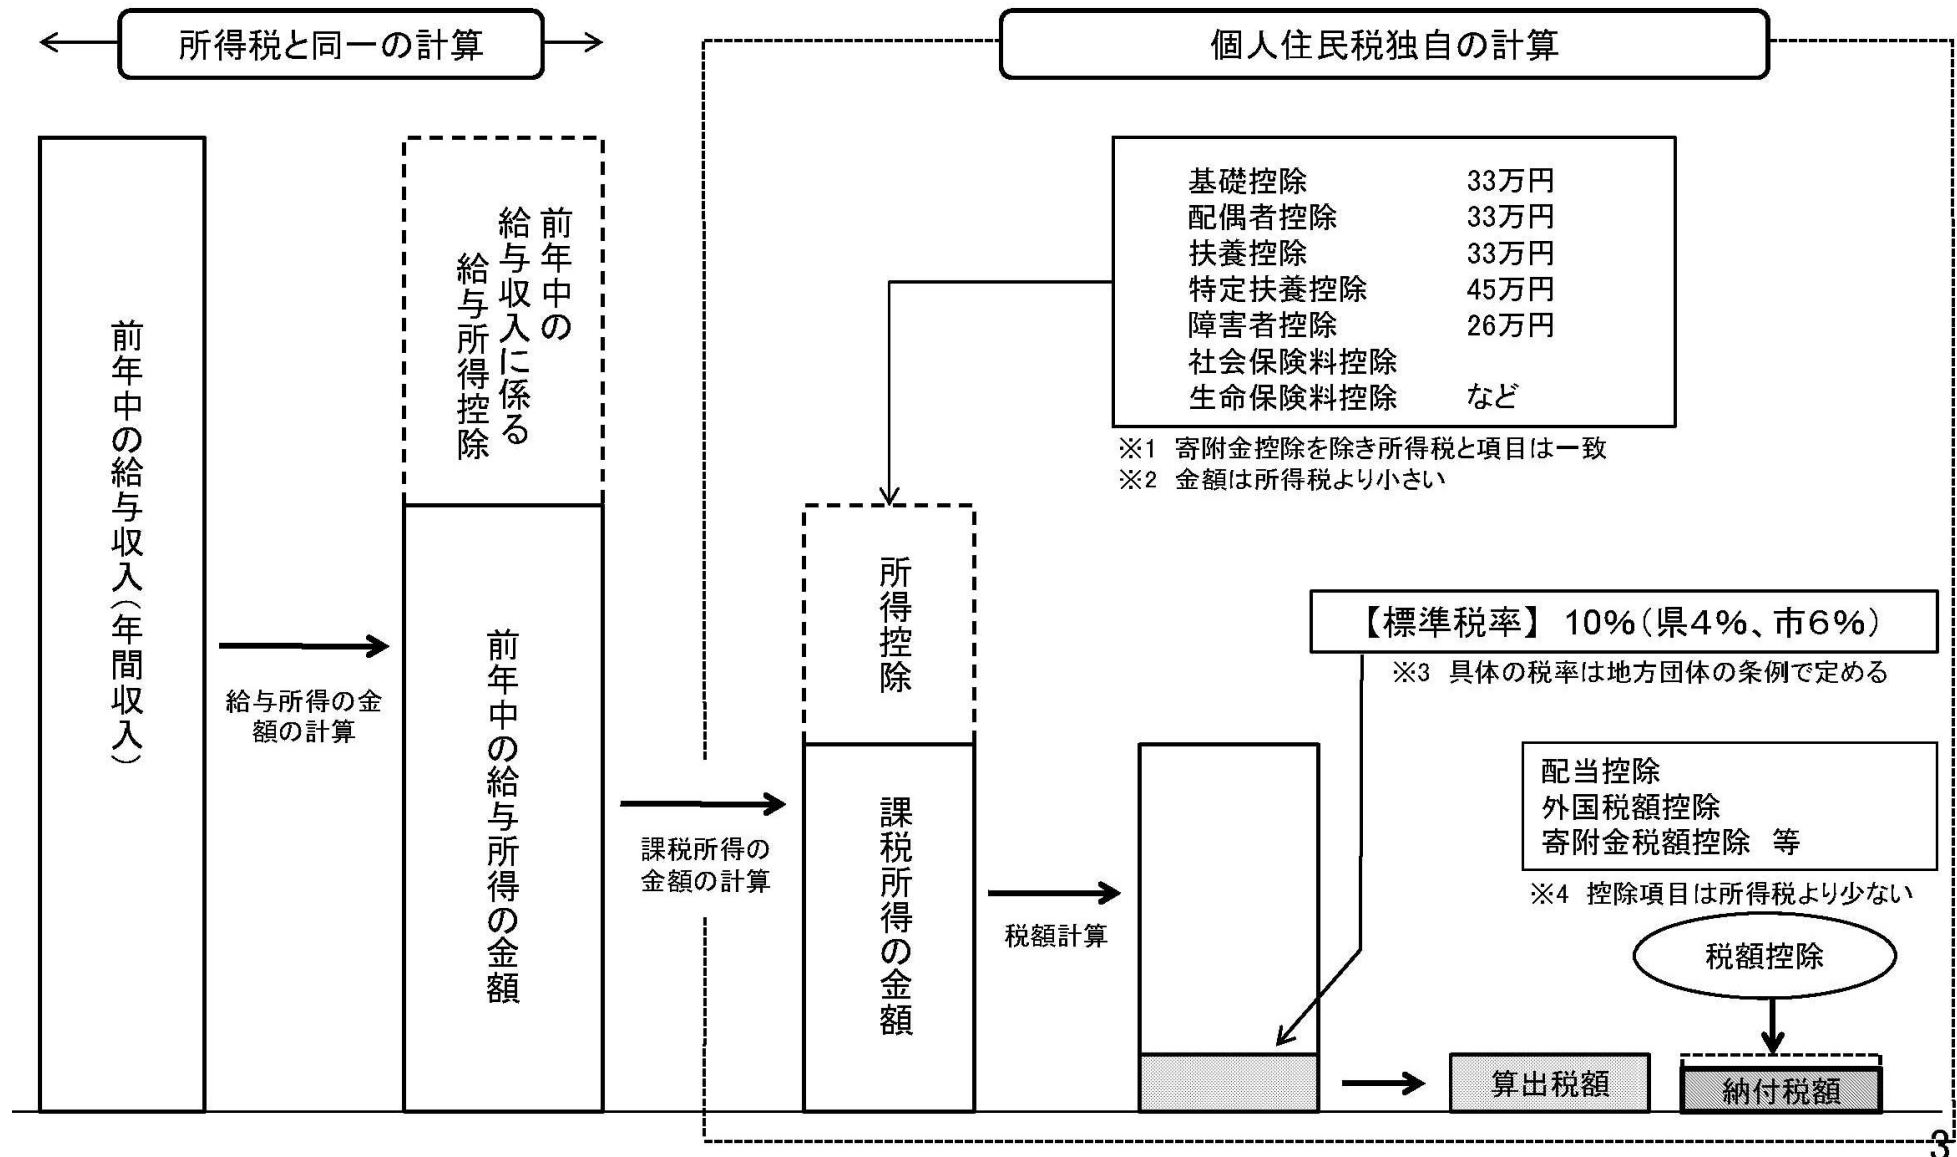 所得税と同一の計算
個人住民税独自の計算
前年中の給与収入（年間収入）
給与所得の金
額の計算
前年中の
給与収入に係る
給与所得控除
前年中の給与所得の金額
課税所得の
金額の計算
基礎控除 33万円
配偶者控除 33万円
扶養控除 33万円
特定扶養控除 45万円
障害者控除 26万円
社会保険料控除
生命保険料控除 など
※1 寄附金控除を除き所得税と項目は一致
※2 金額は所得税より小さい
所得控除
課税所得の金額
税額計算
【標準税率】 10％（県4％、市6％）
※3 具体の税率は地方団体の条例で定める
配当控除
外国税額控除
寄附金税額控除 等
※4 控除項目は所得税より少ない
税額控除
算出税額
納付税額
3